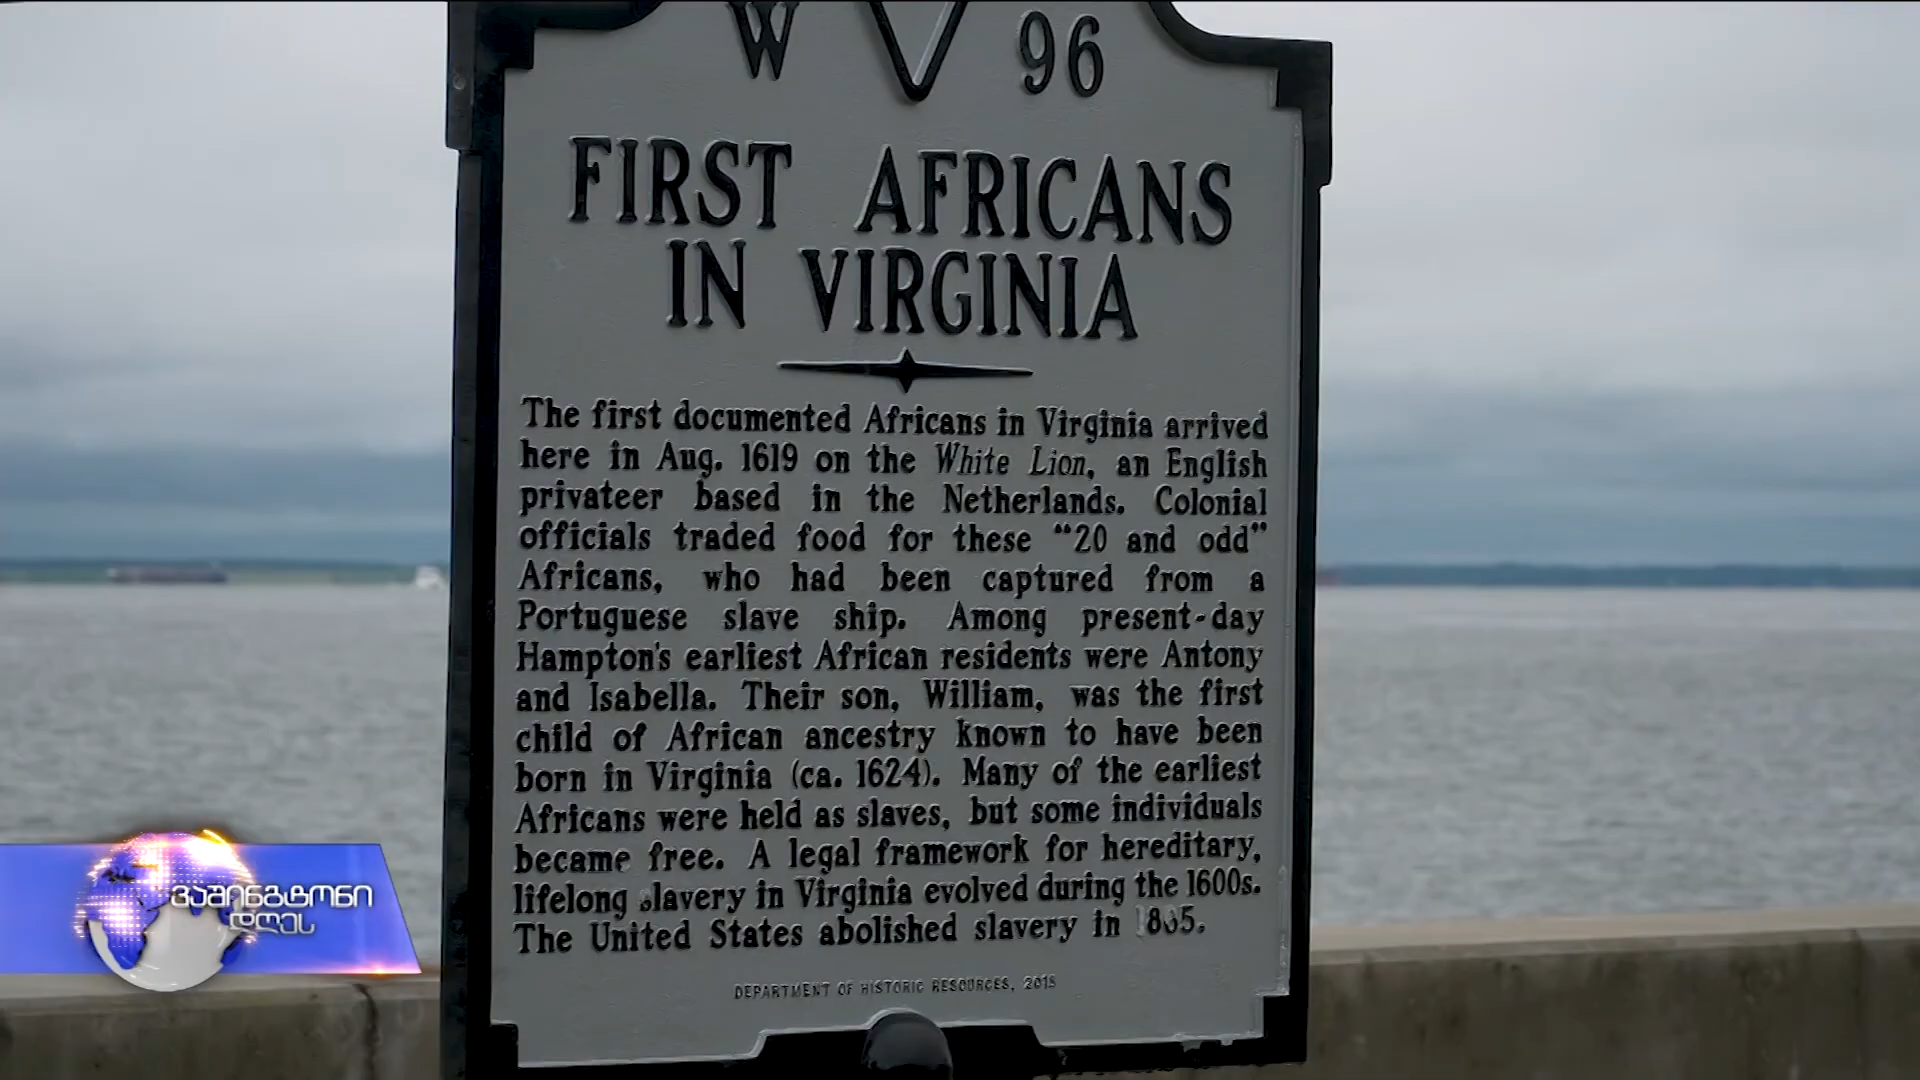 W 96
FIRST AFRICANS
IN VIRGINIA
The first documented Africans in Virginia arrived
here in Aug. 1619 on the White Lion, an English
privateer based in the Netherlands. Colonial
officials traded food for these “20 and odd”
Africans, who had been captured from a
Portuguese slave ship. Among present-day
Hampton's earliest African residents were Antony
and Isabella. Their son, William, was the first
child of African ancestry known to have been
born in Virginia (ca. 1624). Many of the earliest
Africans were held as slaves, but some individuals
became free. A legal framework for hereditary,
lifelong slavery in Virginia evolved during the 1600s.
The United States abolished slavery in 1865.
DEPARTMENT OF HISTORIC RESOURCES, 2015
ვაშინგტონი
დღეს